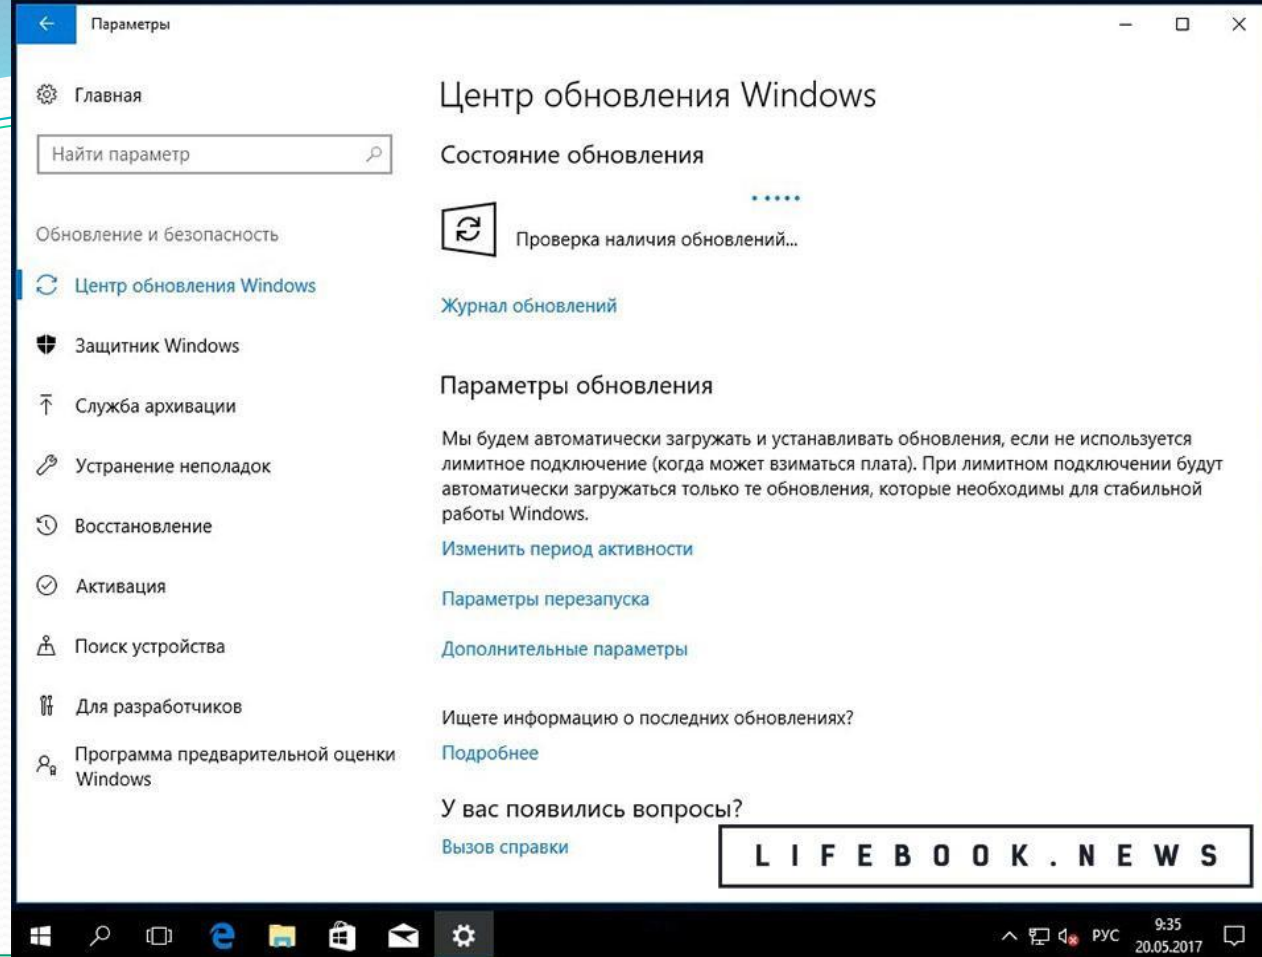 Параметры
Главная
Найти параметр
Обновление и безопасность
Центр обновления Windows
Защитник Windows
Служба архивации
Устранение неполадок
Восстановление
Активация
Поиск устройства
Для разработчиков
Программа предварительной оценки
Windows
Центр обновления Windows
Состояние обновления
Проверка наличия обновлений...
Журнал обновлений
Параметры обновления
Мы будем автоматически загружать и устанавливать обновления, если не используется
лимитное подключение (когда может взиматься плата). При лимитном подключении будут
автоматически загружаться только те обновления, которые необходимы для стабильной
работы Windows.
Изменить период активности
Параметры перезапуска
Дополнительные параметры
Ищете информацию о последних обновлениях?
Подробнее
У вас появились вопросы?
Вызов справки
LIFEBOOK.NEWS
РУС
9:35
20.05.2017